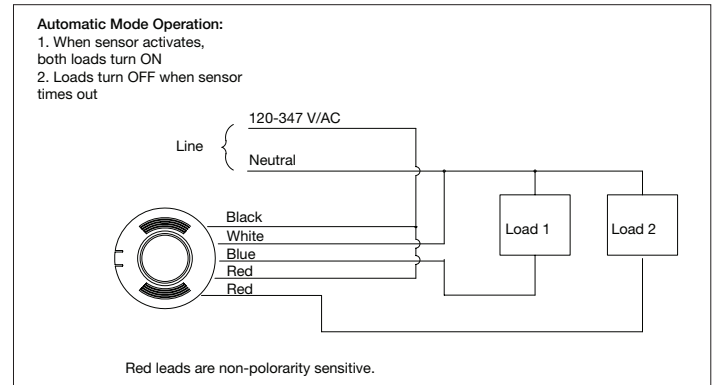 Automatic Mode Operation:
1. When sensor activates,
both loads turn ON
2. Loads turn OFF when sensor
times out
120-347 V/AC
Line
Neutral
Black
White
Blue
Red
Red
Load 1
Load 2
Red leads are non-polorarity sensitive.